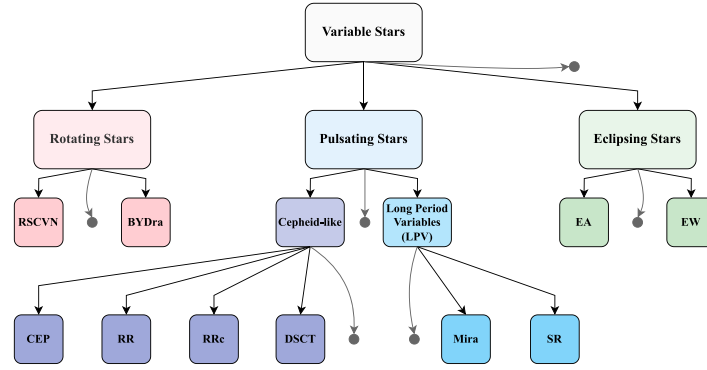 Variable Stars
Rotating Stars
Pulsating Stars
Eclipsing Stars
RSCVN
BYDra
Cepheid-like
Long Period
Variables
(LPV)
EA
EW
CEP
RR
RRc
DSCT
Mira
SR